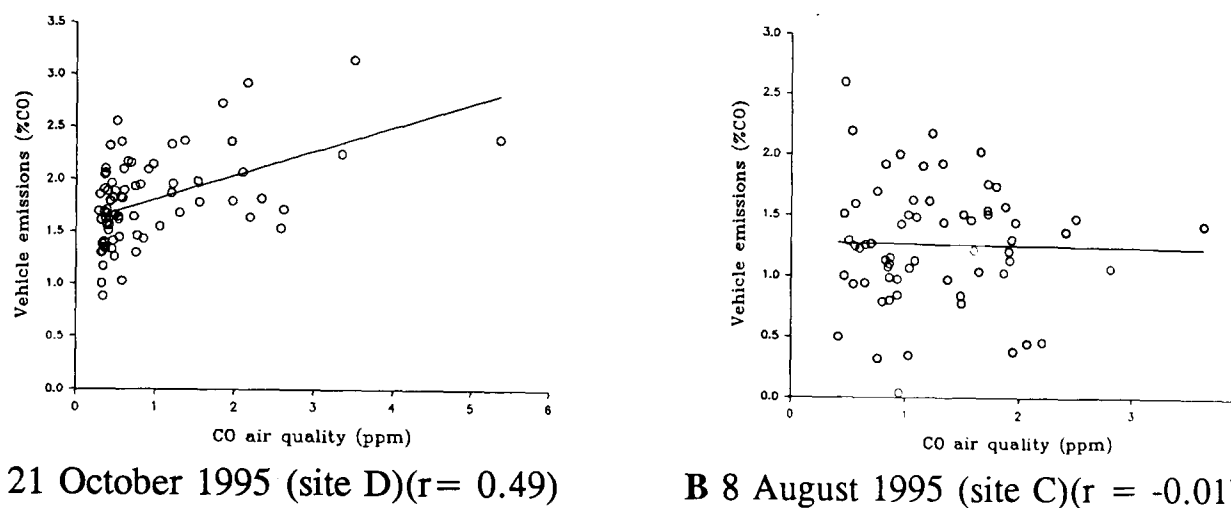 3.5
3.0
2.5
2.0
1.5
1.0
0.5
0.0
Vehicle emissions (%CO)
0 1 2 3 4 5 6
CO air quality (ppm)
21 October 1995 (site D)(r= 0.49)
3.0
2.5
2.0
1.5
1.0
0.5
0.0
Vehicle emissions (%CO)
0 1 2 3
CO air quality (ppm)
B 8 August 1995 (site C)(r = -0.01